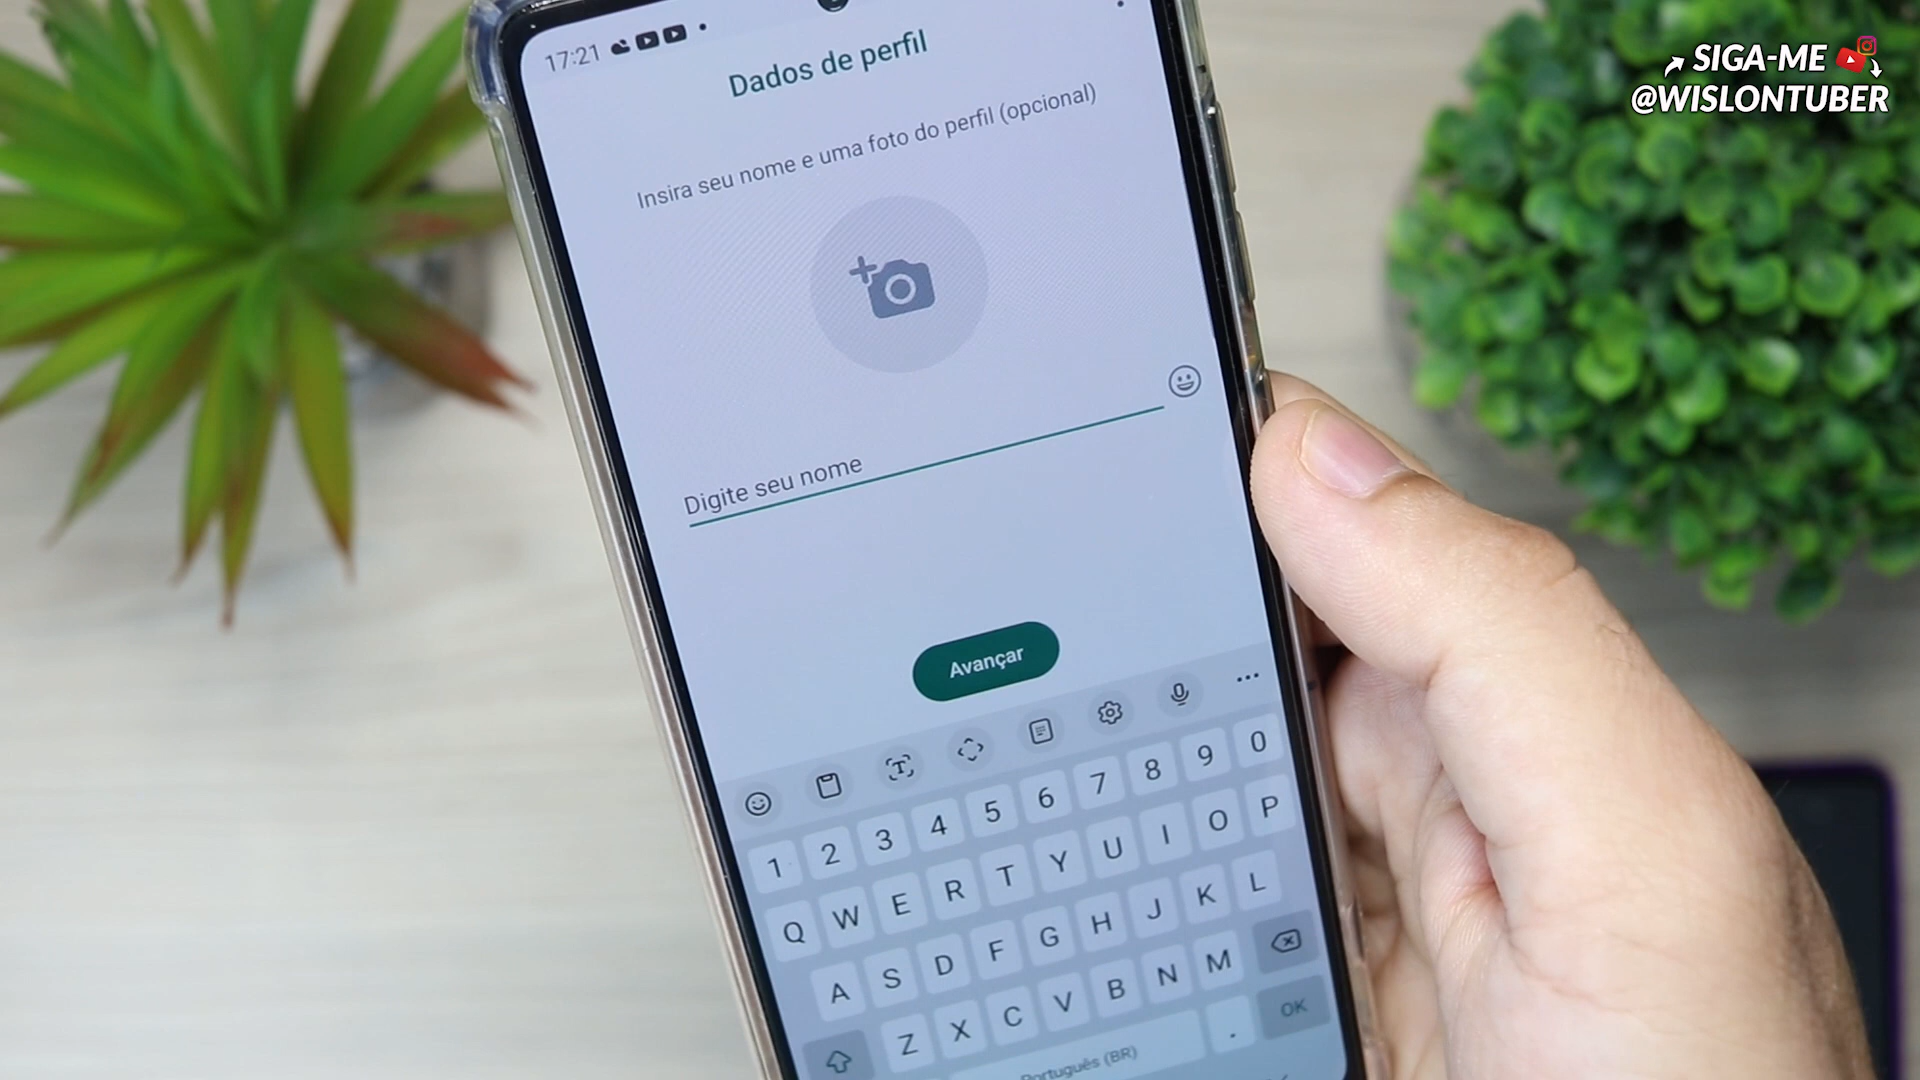 SIGA-ME
@WISLONTUBER
17:21
Dados de perfil
Insira seu nome e uma foto do perfil (opcional)
Digite seu nome
Avançar
1 2 3 4 5 6 7 8 9 0
Q W E R T Y U I O P
A S D F G H J K L
Z X C V B N M
Português (BR) . OK